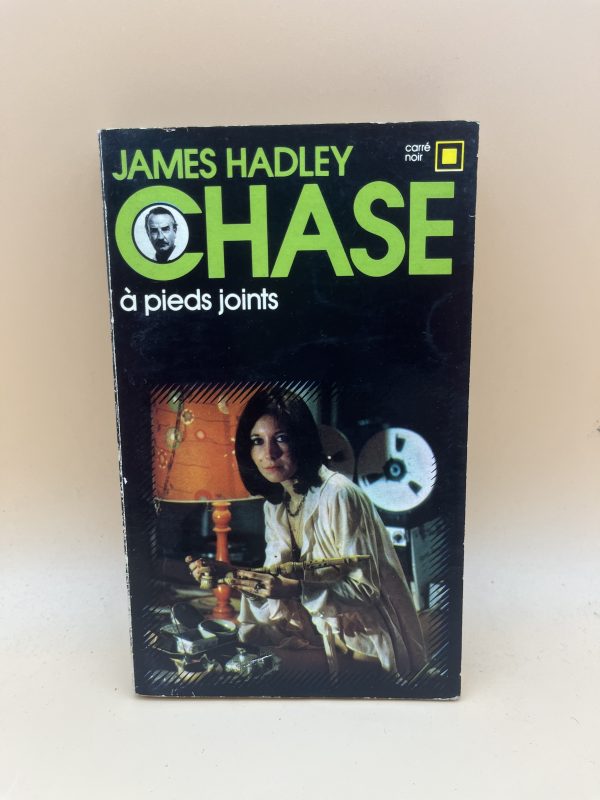 JAMES HADLEY
carré
noir
CHASE
à pieds joints